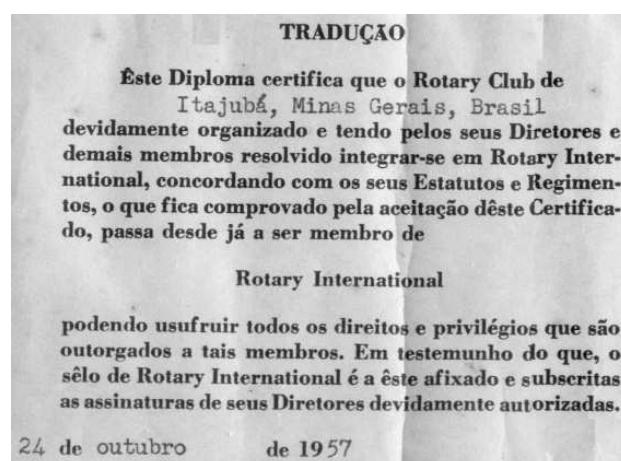 TRADUÇÃO
Êste Diploma certifica que o Rotary Club de
Itajubá, Minas Gerais, Brasil
devidamente organizado e tendo pelos seus Diretores e
demais membros resolvido integrar-se em Rotary Inter-
national, concordando com os seus Estatutos e Regimen-
tos, o que fica comprovado pela aceitação dêste Certifica-
do, passa desde já a ser membro de
Rotary International
podendo usufruir todos os direitos e privilégios que são
outorgados a tais membros. Em testemunho do que, o
sêlo de Rotary International é a êste afixado e subscritas
as assinaturas de seus Diretores devidamente autorizadas.
24 de outubro de 1957